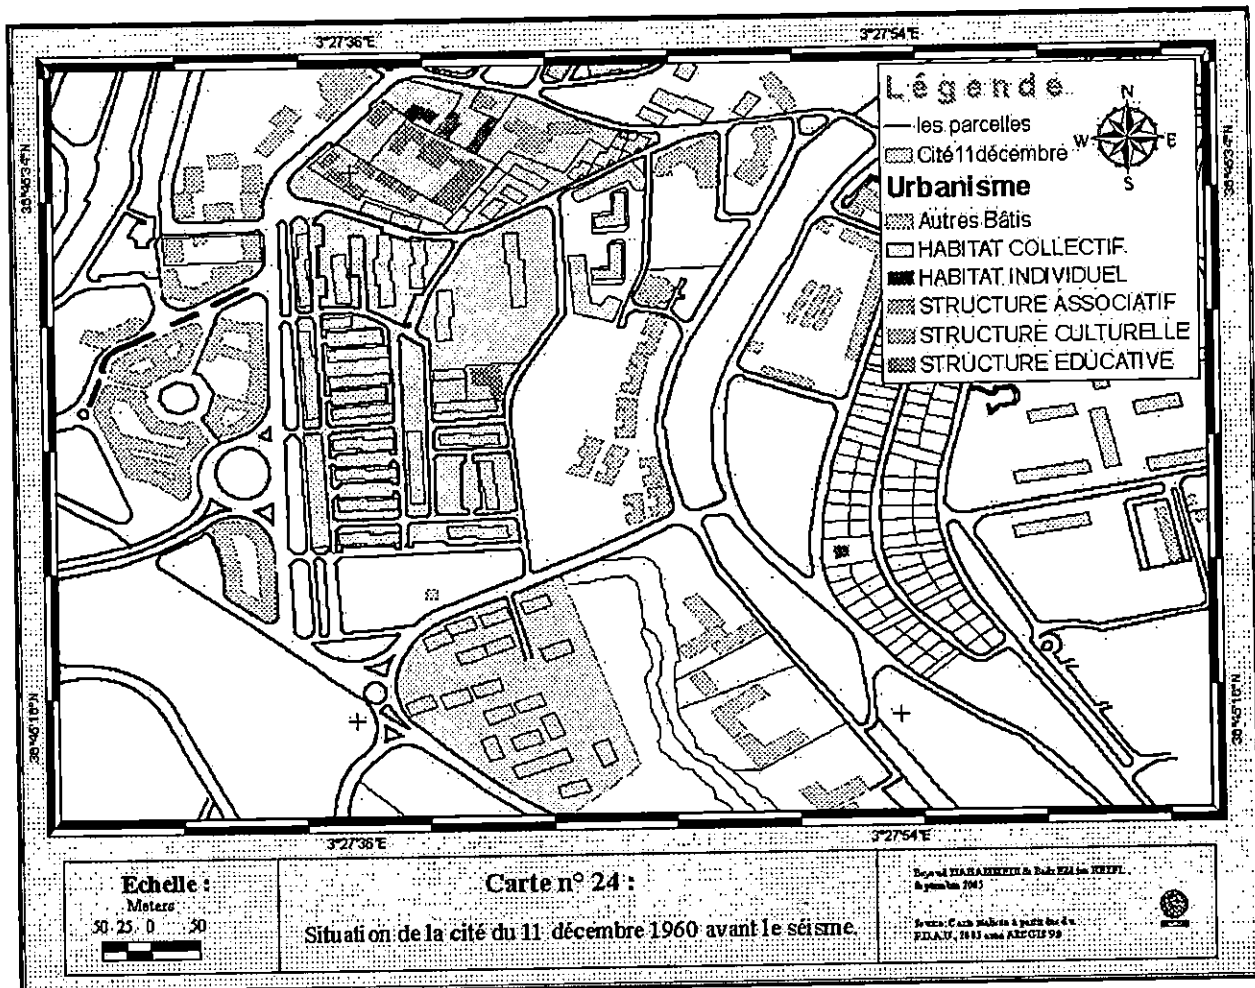 3°27'36"E
3°27'54"E
Légende
les parcelles
Cité 11 décembre
Urbanisme
Autres Bâtis
HABITAT COLLECTIF
HABITAT INDIVIDUEL
STRUCTURE ASSOCIATIF
STRUCTURE CULTURELLE
STRUCTURE EDUCATIVE
N
W
E
S
3°27'36"E
3°27'54"E
Echelle :
Meters
50 25 0 50
Carte n° 24 :
Situation de la cité du 11 décembre 1960 avant le séisme.